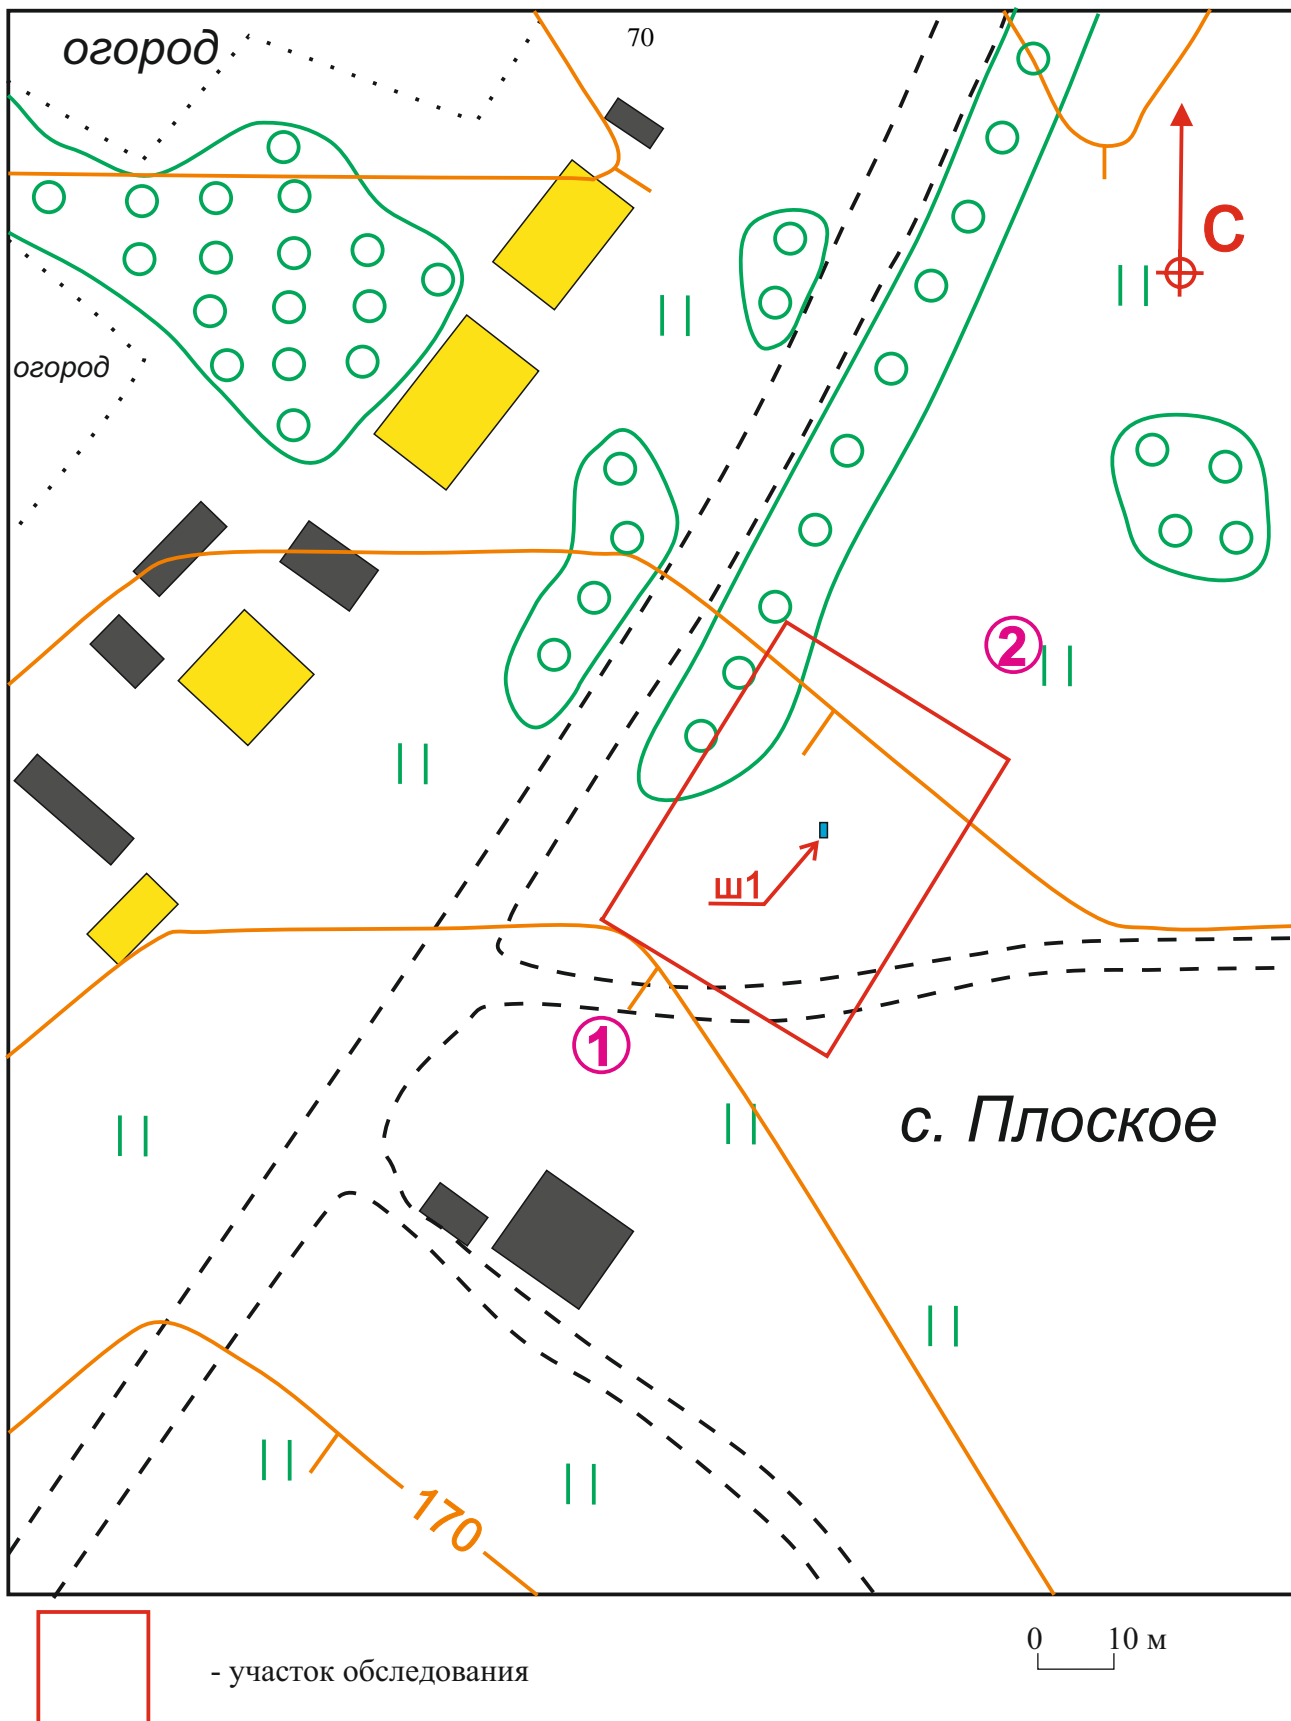 огород
70
С
огород
2
ш1
1
с. Плоское
170
0 10 м
- участок обследования